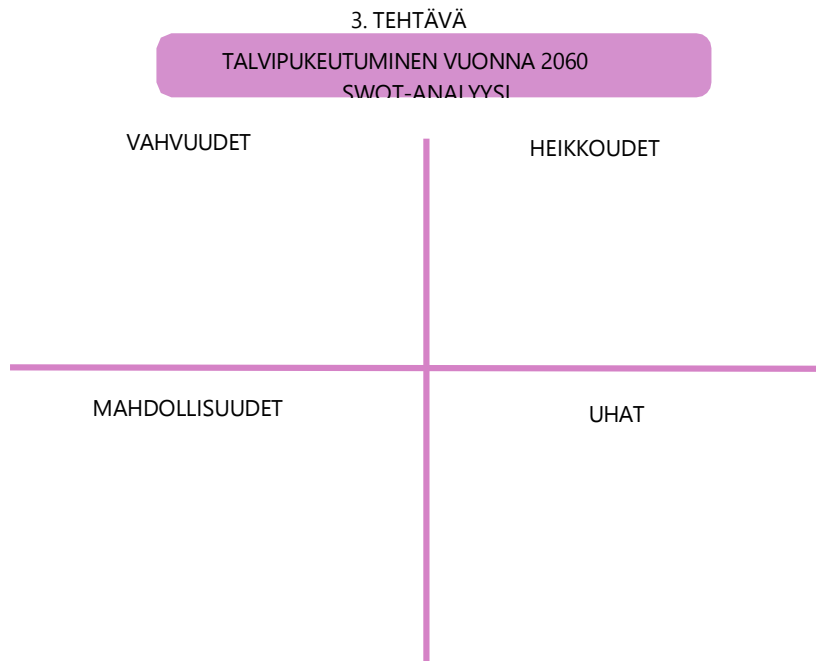 3. TEHTÄVÄ
TALVIPUKEUTUMINEN VUONNA 2060
SWOT-ANALYYSI
VAHVUUDET
HEIKKOUDET
MAHDOLLISUUDET
UHAT